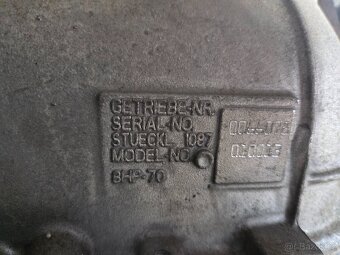 GETRIEBE-NR.
SERIAL-NO.
STUECKL. 1087
MODEL-NO.
8HP-70